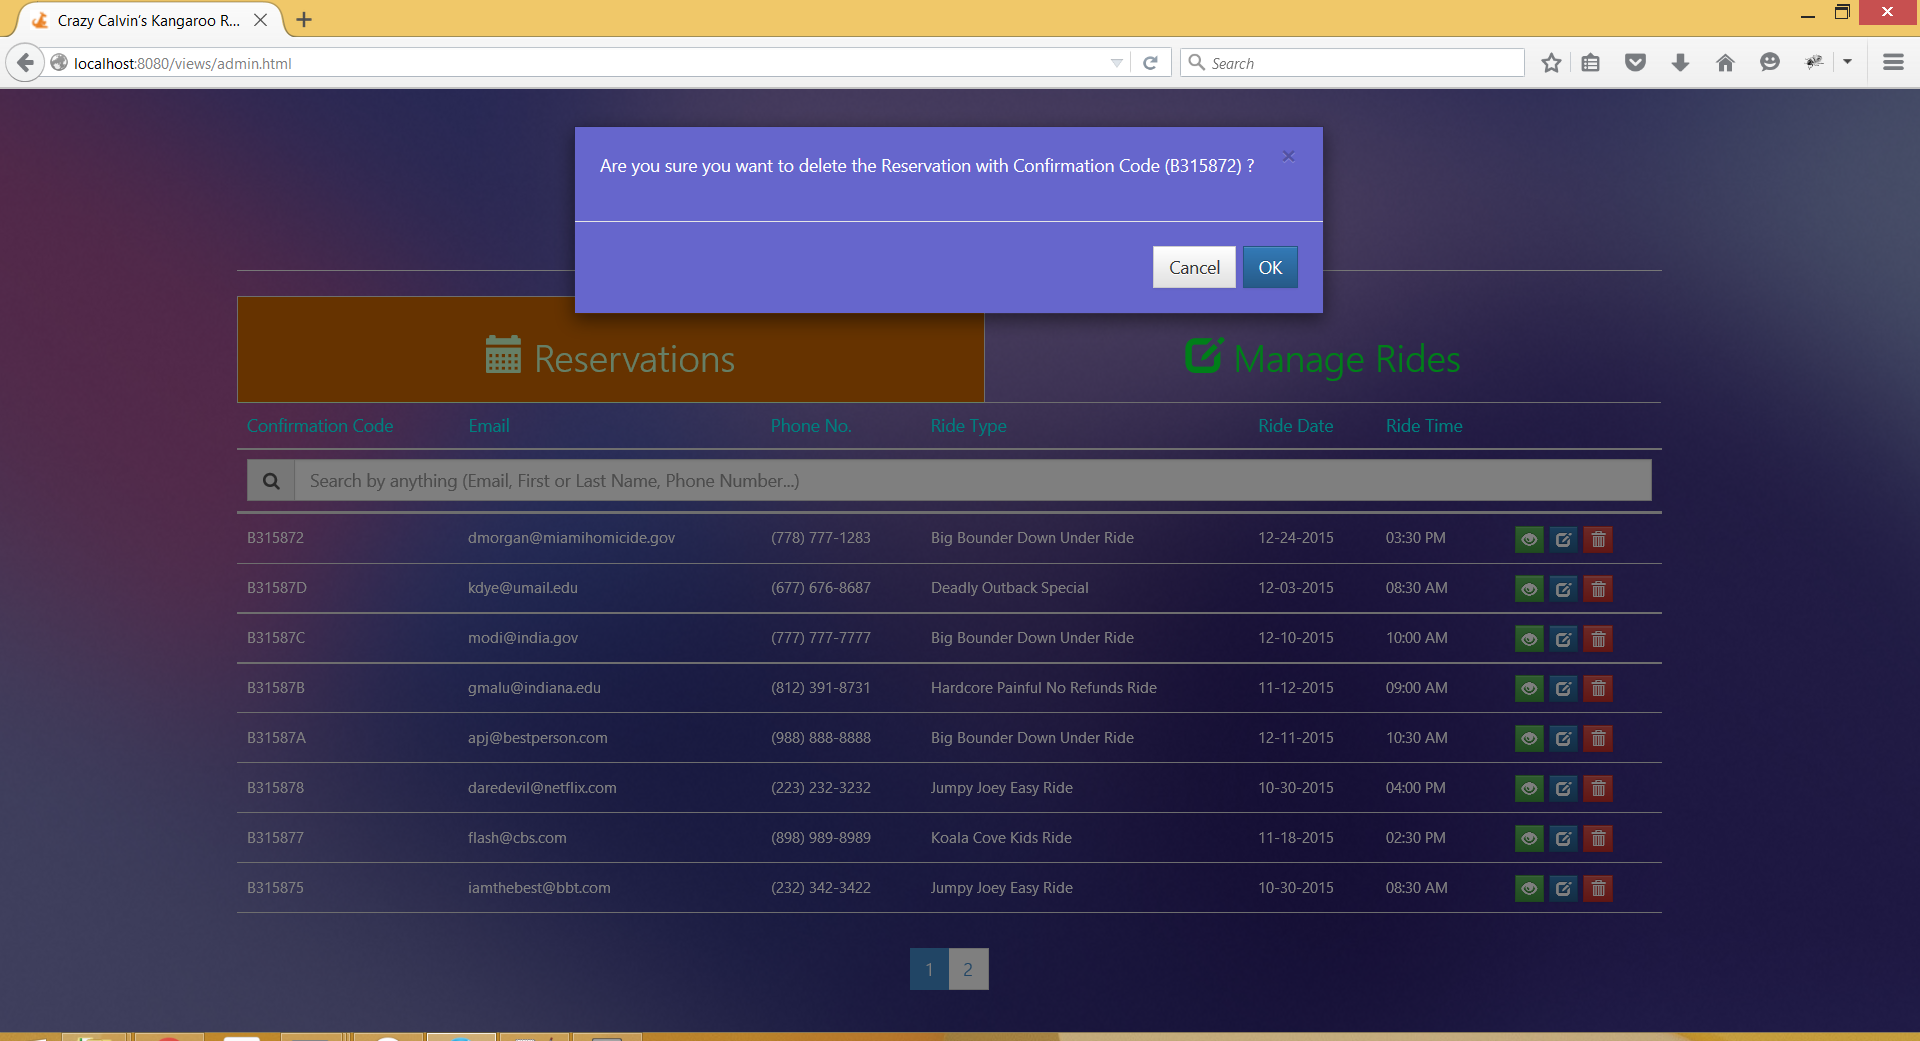 Crazy Calvin's Kangaroo R...
localhost:8080/views/admin.html
Search
Are you sure you want to delete the Reservation with Confirmation Code (B315872) ?
×
Cancel OK
Reservations Manage Rides
Confirmation Code Email Phone No. Ride Type Ride Date Ride Time
Search by anything (Email, First or Last Name, Phone Number...)
B315872 dmorgan@miamihomicide.gov (778) 777-1283 Big Bounder Down Under Ride 12-24-2015 03:30 PM
B31587D kdye@umail.edu (677) 676-8687 Deadly Outback Special 12-03-2015 08:30 AM
B31587C modi@india.gov (777) 777-7777 Big Bounder Down Under Ride 12-10-2015 10:00 AM
B31587B gmalu@indiana.edu (812) 391-8731 Hardcore Painful No Refunds Ride 11-12-2015 09:00 AM
B31587A apj@bestperson.com (988) 888-8888 Big Bounder Down Under Ride 12-11-2015 10:30 AM
B315878 daredevil@netflix.com (223) 232-3232 Jumpy Joey Easy Ride 10-30-2015 04:00 PM
B315877 flash@cbs.com (898) 989-8989 Koala Cove Kids Ride 11-18-2015 02:30 PM
B315875 iamthebest@bbt.com (232) 342-3422 Jumpy Joey Easy Ride 10-30-2015 08:30 AM
1 2